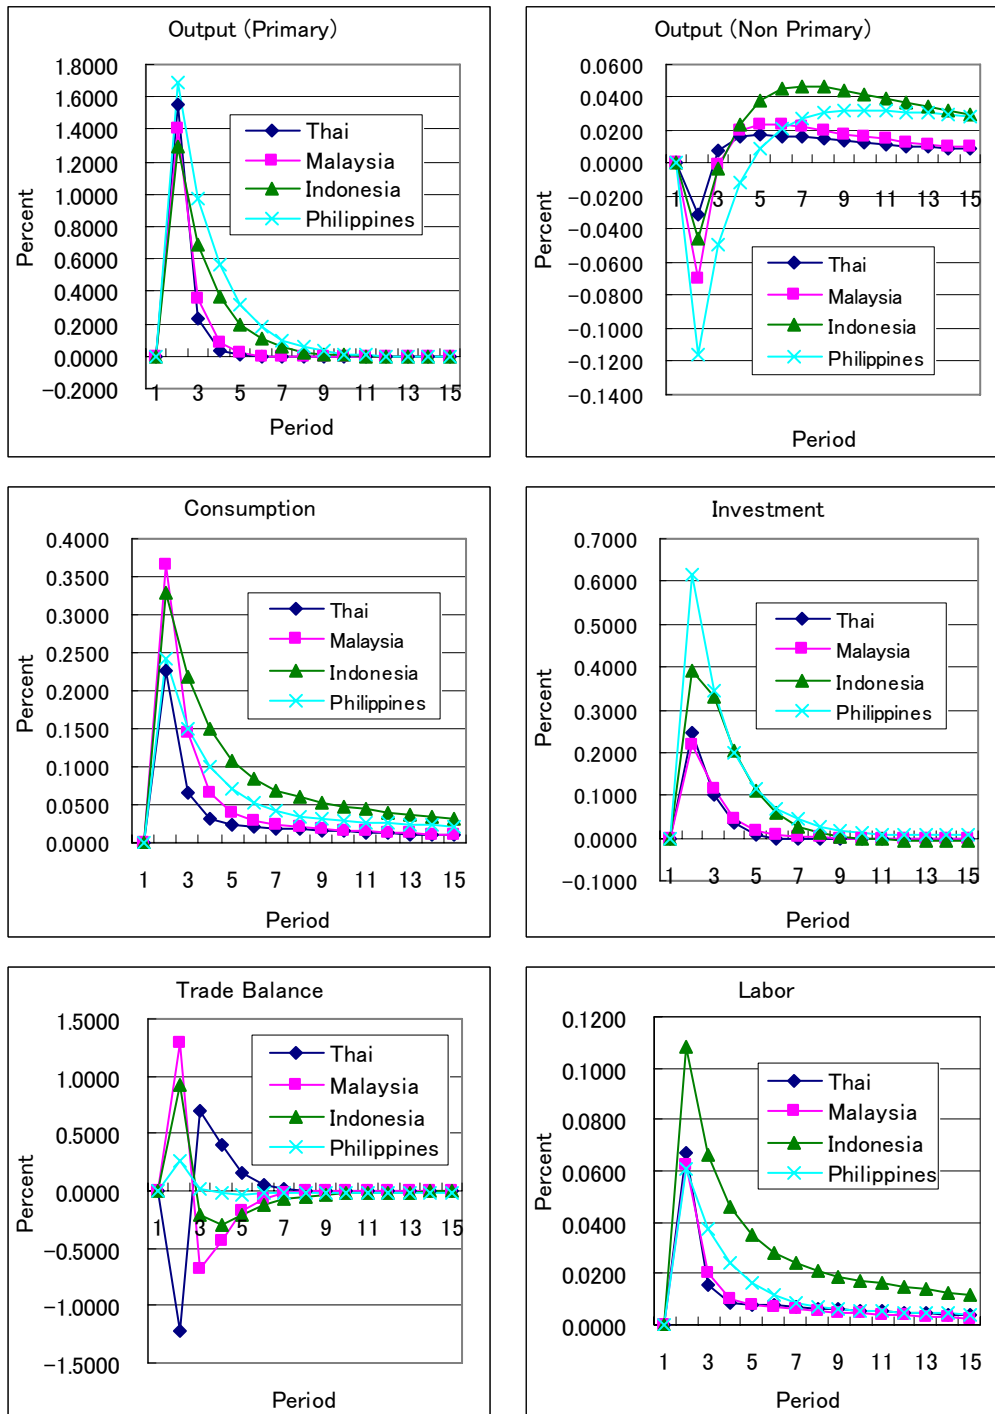 Output (Primary)
1.8000
1.6000
1.4000
1.2000
1.0000
0.8000
0.6000
0.4000
0.2000
0.0000
-0.2000
Percent
Thai
Malaysia
Indonesia
Philippines
1 3 5 7 9 11 13 15
Period
Output (Non Primary)
0.0600
0.0400
0.0200
0.0000
-0.0200
-0.0400
-0.0600
-0.0800
-0.1000
-0.1200
-0.1400
Percent
1 3 5 7 9 11 13 15
Thai
Malaysia
Indonesia
Philippines
Period
Consumption
0.4000
0.3500
0.3000
0.2500
0.2000
0.1500
0.1000
0.0500
0.0000
Percent
Thai
Malaysia
Indonesia
Philippines
1 3 5 7 9 11 13 15
Period
Investment
0.7000
0.6000
0.5000
0.4000
0.3000
0.2000
0.1000
0.0000
-0.1000
Percent
Thai
Malaysia
Indonesia
Philippines
1 3 5 7 9 11 13 15
Period
Trade Balance
1.5000
1.0000
0.5000
0.0000
-0.5000
-1.0000
-1.5000
Percent
Thai
Malaysia
Indonesia
Philippines
1 3 5 7 9 11 13 15
Period
Labor
0.1200
0.1000
0.0800
0.0600
0.0400
0.0200
0.0000
Percent
Thai
Malaysia
Indonesia
Philippines
1 3 5 7 9 11 13 15
Period